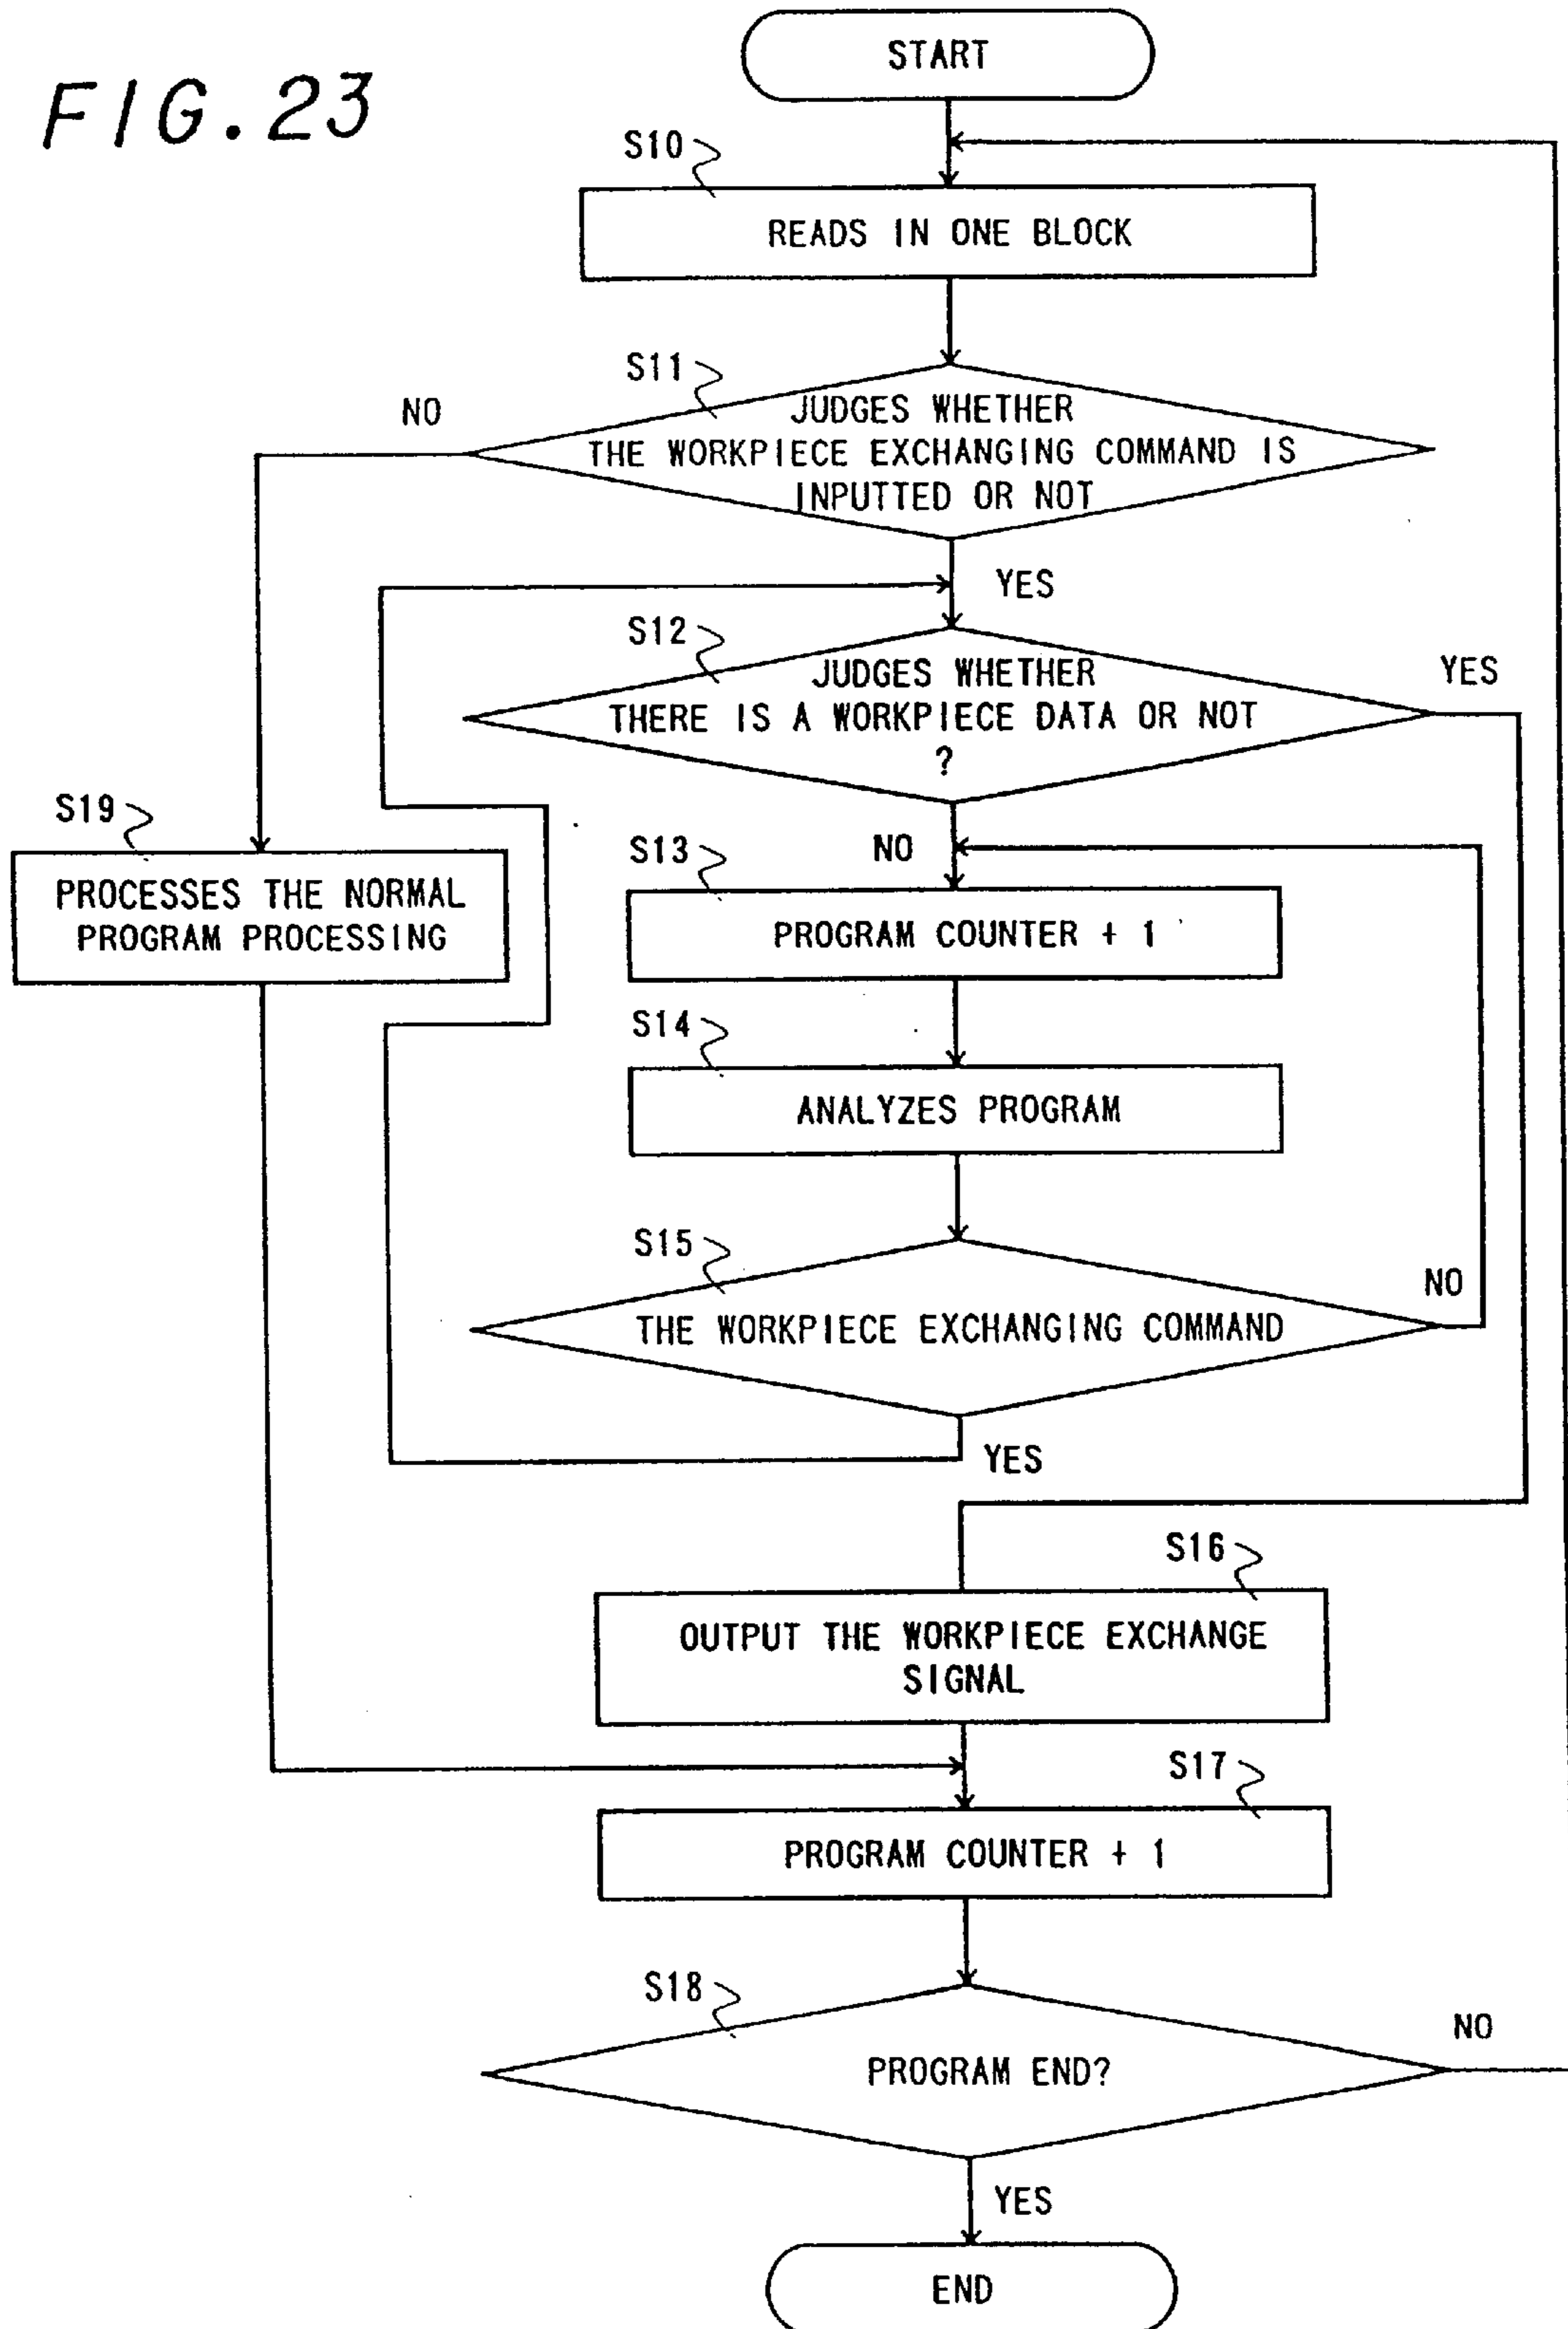 FIG. 23
START
S10
READS IN ONE BLOCK
S11
NO
JUDGES WHETHER
THE WORKPIECE EXCHANGING COMMAND IS
INPUTTED OR NOT
YES
S12
JUDGES WHETHER
THERE IS A WORKPIECE DATA OR NOT
?
YES
S19
PROCESSES THE NORMAL
PROGRAM PROCESSING
NO
S13
PROGRAM COUNTER + 1
S14
ANALYZES PROGRAM
S15
THE WORKPIECE EXCHANGING COMMAND
NO
YES
S16
OUTPUT THE WORKPIECE EXCHANGE
SIGNAL
S17
PROGRAM COUNTER + 1
S18
PROGRAM END?
NO
YES
END